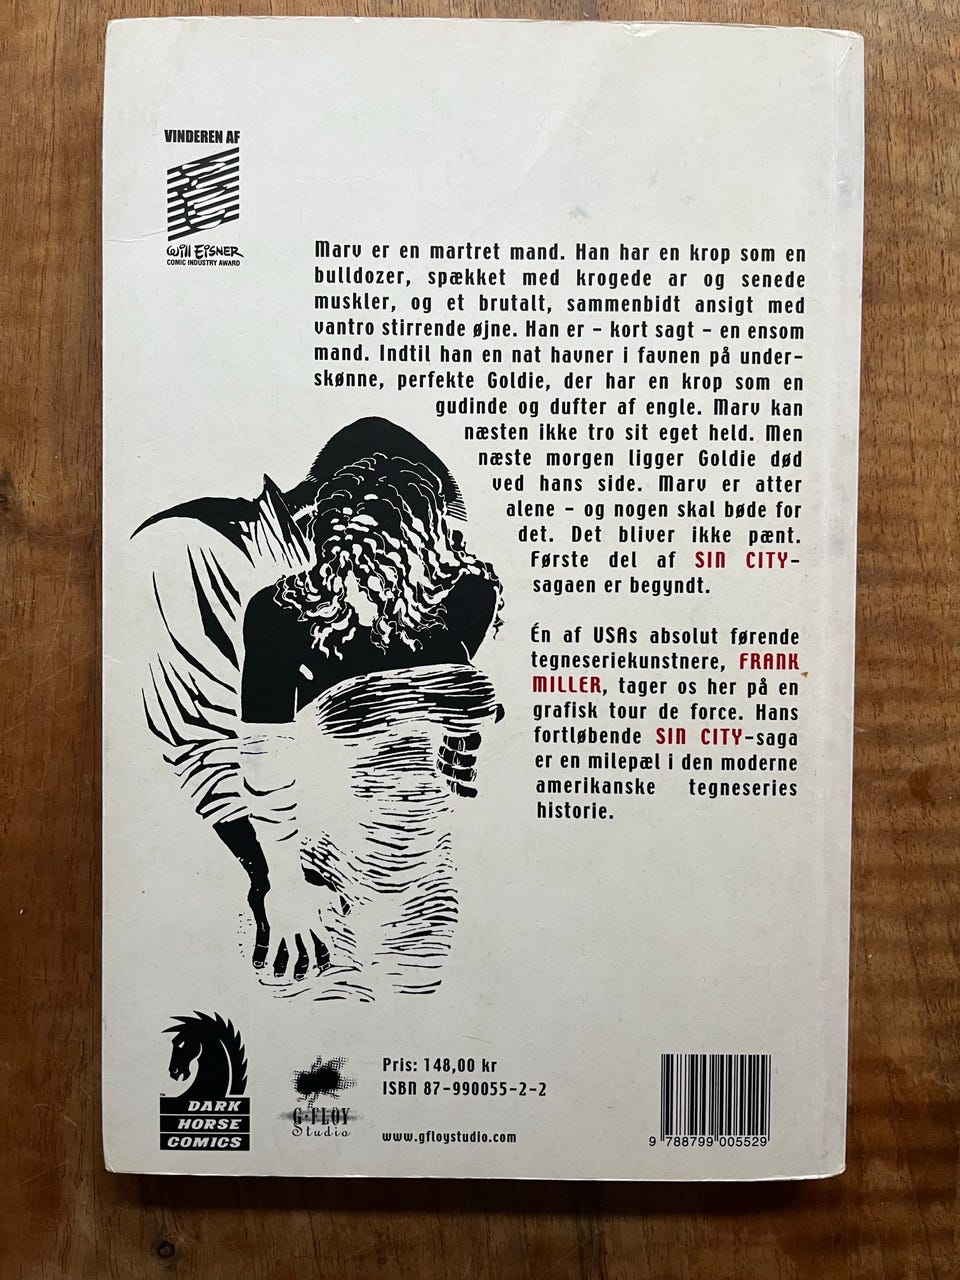 VINDEREN AF
Will Eisner
COMIC INDUSTRY AWARD
Marv er en martret mand. Han har en krop som en
bulldozer, spækket med krogede ar og senede
muskler, og et brutalt, sammenbidt ansigt med
vantro stirrende øjne. Han er – kort sagt – en ensom
mand. Indtil han en nat havner i favnen på under-
skønne, perfekte Goldie, der har en krop som en
gudinde og dufter af engle. Marv kan
næsten ikke tro sit eget held. Men
næste morgen ligger Goldie død
ved hans side. Marv er atter
alene – og nogen skal bøde for
det. Det bliver ikke pænt.
Første del af SIN CITY-
sagaen er begyndt.
Én af USAs absolut førende
tegneseriekunstnere, FRANK
MILLER, tager os her på en
grafisk tour de force. Hans
fortløbende SIN CITY-saga
er en milepæl i den moderne
amerikanske tegneseries
historie.
™
DARK
HORSE
COMICS
G·FLOY
Studio
Pris: 148,00 kr
ISBN 87-990055-2-2
www.gfloystudio.com
9 788799 005529